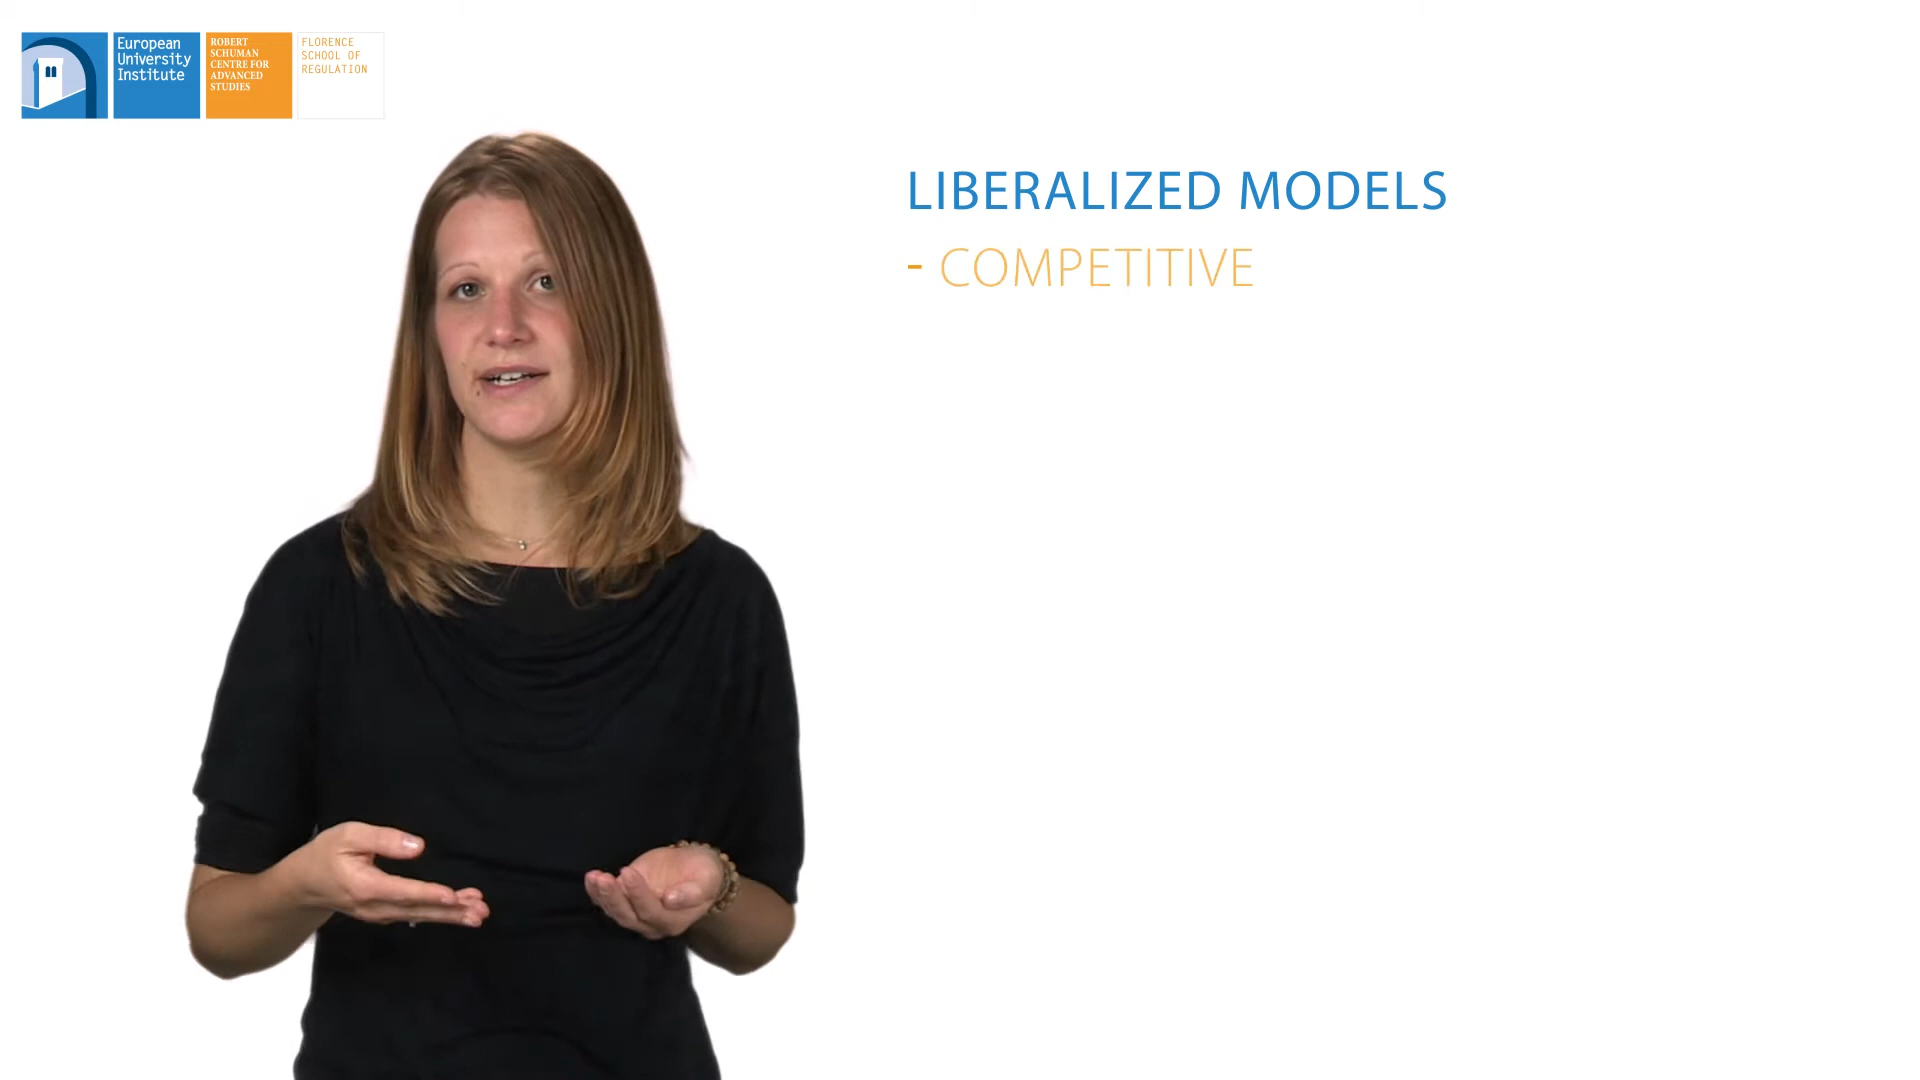 European
University
Institute
ROBERT
SCHUMAN
CENTRE FOR
ADVANCED
STUDIES
FLORENCE
SCHOOL OF
REGULATION
LIBERALIZED MODELS
- COMPETITIVE